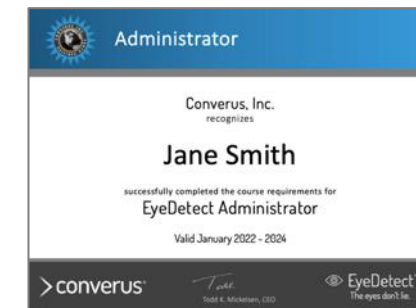 Administrator
Converus, Inc.
recognizes
Jane Smith
successfully completed the course requirements for
EyeDetect Administrator
Valid January 2022 - 2024
converus®
Todd K. Mickelsen, CEO
EyeDetect®
The eyes don't lie.